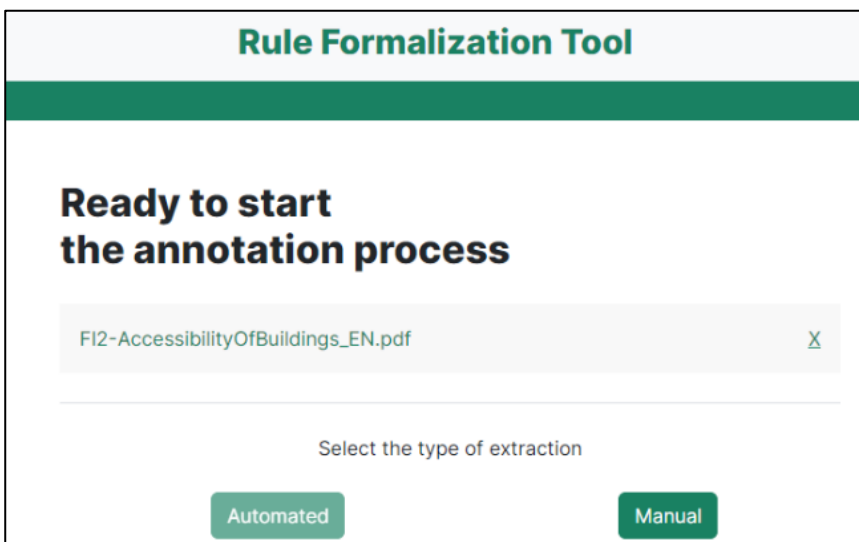 Rule Formalization Tool
Ready to start
the annotation process
FI2-AccessibilityOfBuildings_EN.pdf X
Select the type of extraction
Automated Manual